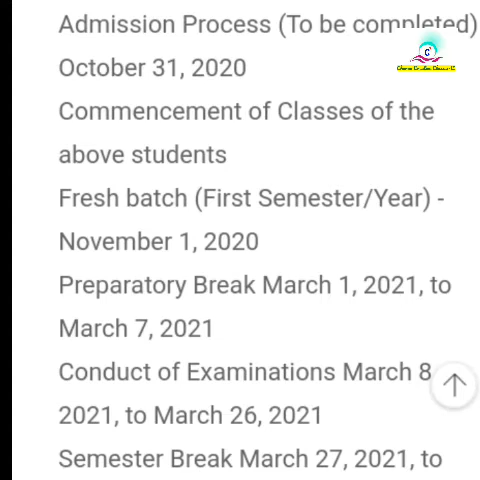 Admission Process (To be completed)
October 31, 2020
Commencement of Classes of the
above students
Fresh batch (First Semester/Year) -
November 1, 2020
Preparatory Break March 1, 2021, to
March 7, 2021
Conduct of Examinations March 8
2021, to March 26, 2021
Semester Break March 27, 2021, to